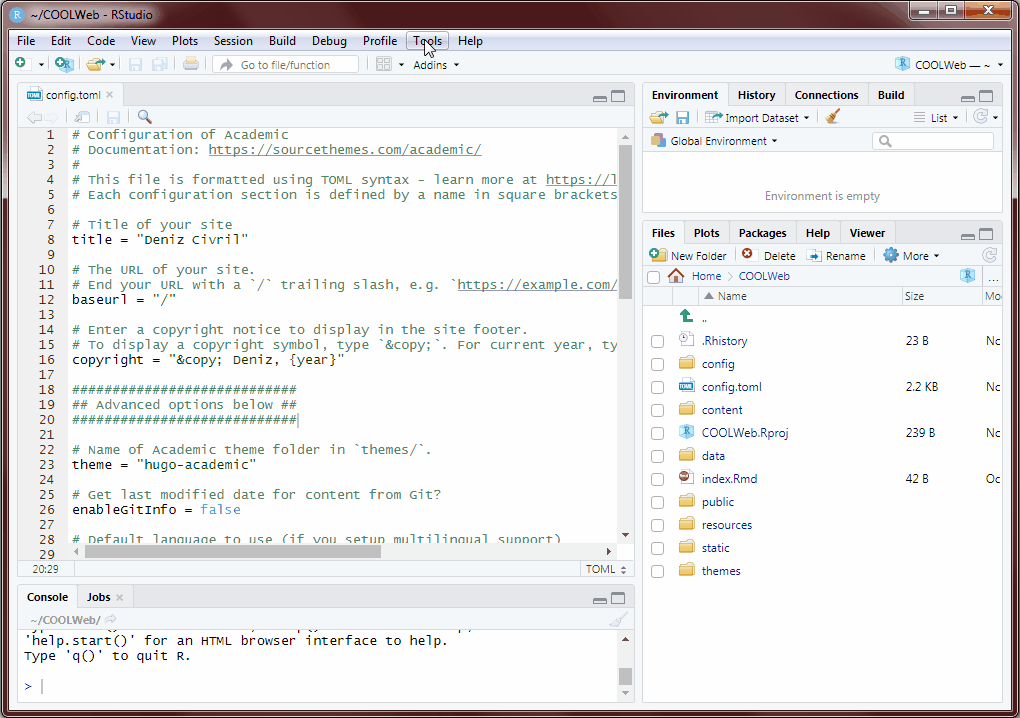 ~/COOLWeb - RStudio
File Edit Code View Plots Session Build Debug Profile Tools Help
Go to file/function Addins COOLWeb — ~
config.toml
1 # Configuration of Academic
2 # Documentation: https://sourcethemes.com/academic/
3 #
4 # This file is formatted using TOML syntax - learn more at https://l
5 # Each configuration section is defined by a name in square brackets
6
7 # Title of your site
8 title = "Deniz Civril"
9
10 # The URL of your site.
11 # End your URL with a `/` trailing slash, e.g. `https://example.com/
12 baseurl = "/"
13
14 # Enter a copyright notice to display in the site footer.
15 # To display a copyright symbol, type `&copy;`. For current year, ty
16 copyright = "&copy; Deniz, {year}"
17
18 ############################
19 ## Advanced options below ##
20 ############################
21
22 # Name of Academic theme folder in `themes/`.
23 theme = "hugo-academic"
24
25 # Get last modified date for content from Git?
26 enableGitInfo = false
27
28 # Default language to use (if you setup multilingual support)
29
20:29 TOML
Console Jobs
~/COOLWeb/
'help.start()' for an HTML browser interface to help.
Type 'q()' to quit R.
>
Environment History Connections Build
Import Dataset List
Global Environment
Environment is empty
Files Plots Packages Help Viewer
New Folder Delete Rename More
Home COOLWeb ...
Name Size Mo
..
.Rhistory 23 B Nc
config
config.toml 2.2 KB Nc
content
COOLWeb.Rproj 239 B Nc
data
index.Rmd 42 B Oc
public
resources
static
themes